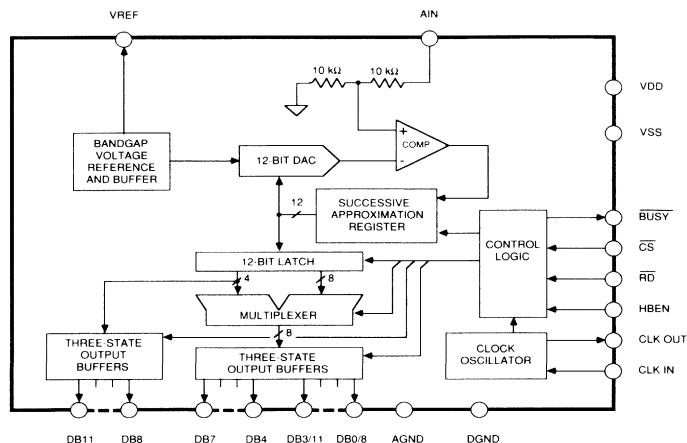 VREF
AIN
10 kΩ
10 kΩ
VDD
VSS
BANDGAP
VOLTAGE
REFERENCE
AND BUFFER
12-BIT DAC
+
-
COMP
12
SUCCESSIVE
APPROXIMATION
REGISTER
CONTROL
LOGIC
BUSY
CS
RD
HBEN
12-BIT LATCH
4
8
MULTIPLEXER
8
THREE-STATE
OUTPUT
BUFFERS
THREE-STATE
OUTPUT BUFFERS
CLOCK
OSCILLATOR
CLK OUT
CLK IN
DB11
DB8
DB7
DB4
DB3/11
DB0/8
AGND
DGND